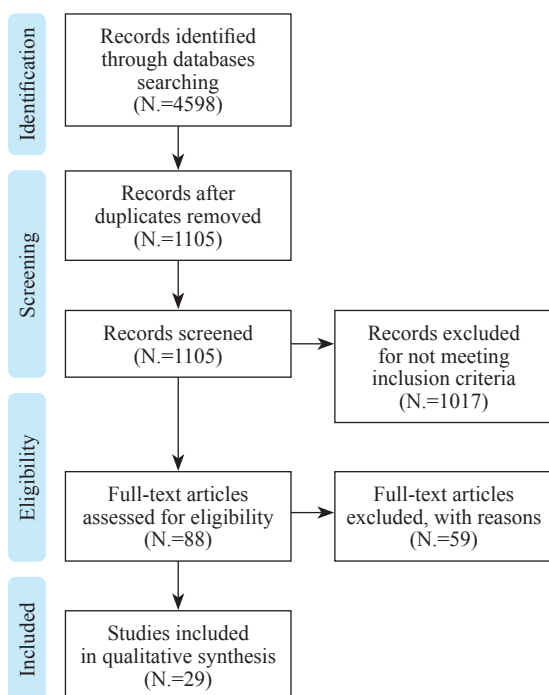 Identification
Records identified
through databases
searching
(N.=4598)
Screening
Records after
duplicates removed
(N.=1105)
Records screened
(N.=1105)
Records excluded
for not meeting
inclusion criteria
(N.=1017)
Eligibility
Full-text articles
assessed for eligibility
(N.=88)
Full-text articles
excluded, with reasons
(N.=59)
Included
Studies included
in qualitative synthesis
(N.=29)